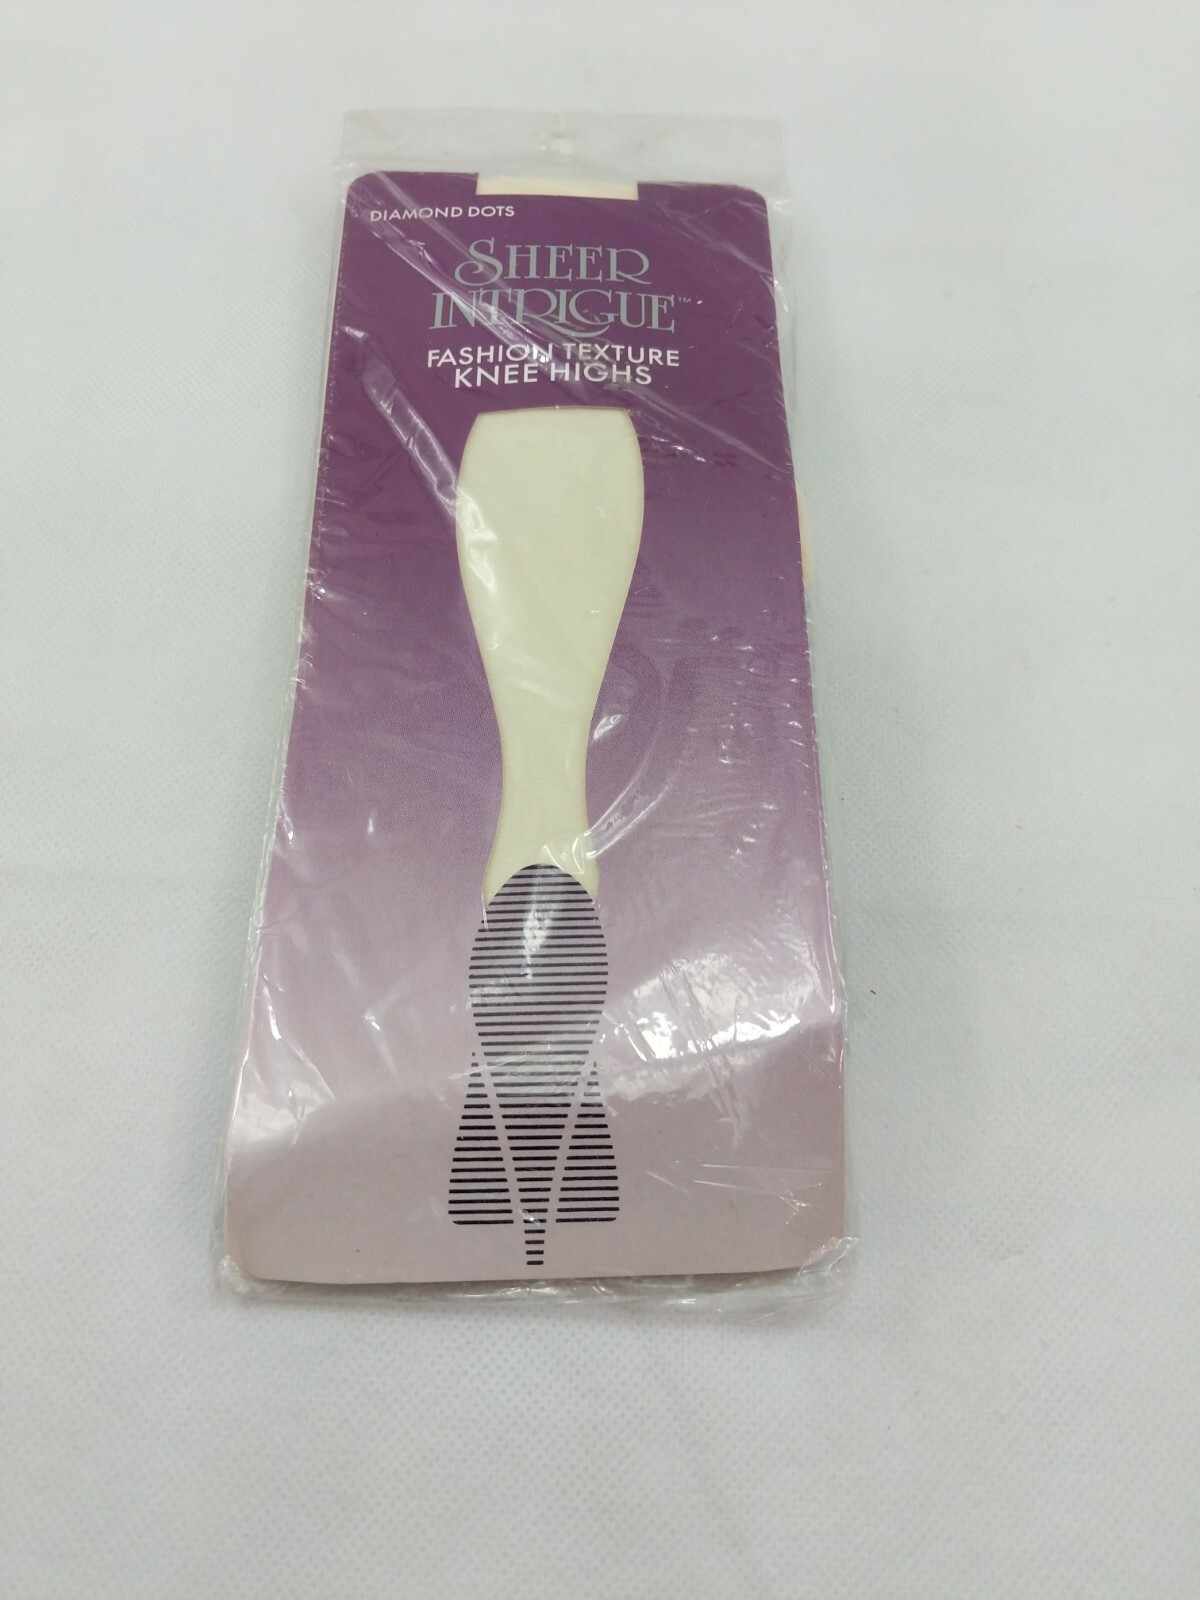 DIAMOND DOTS
SHEER
INTRIGUE™
FASHION TEXTURE
KNEE HIGHS